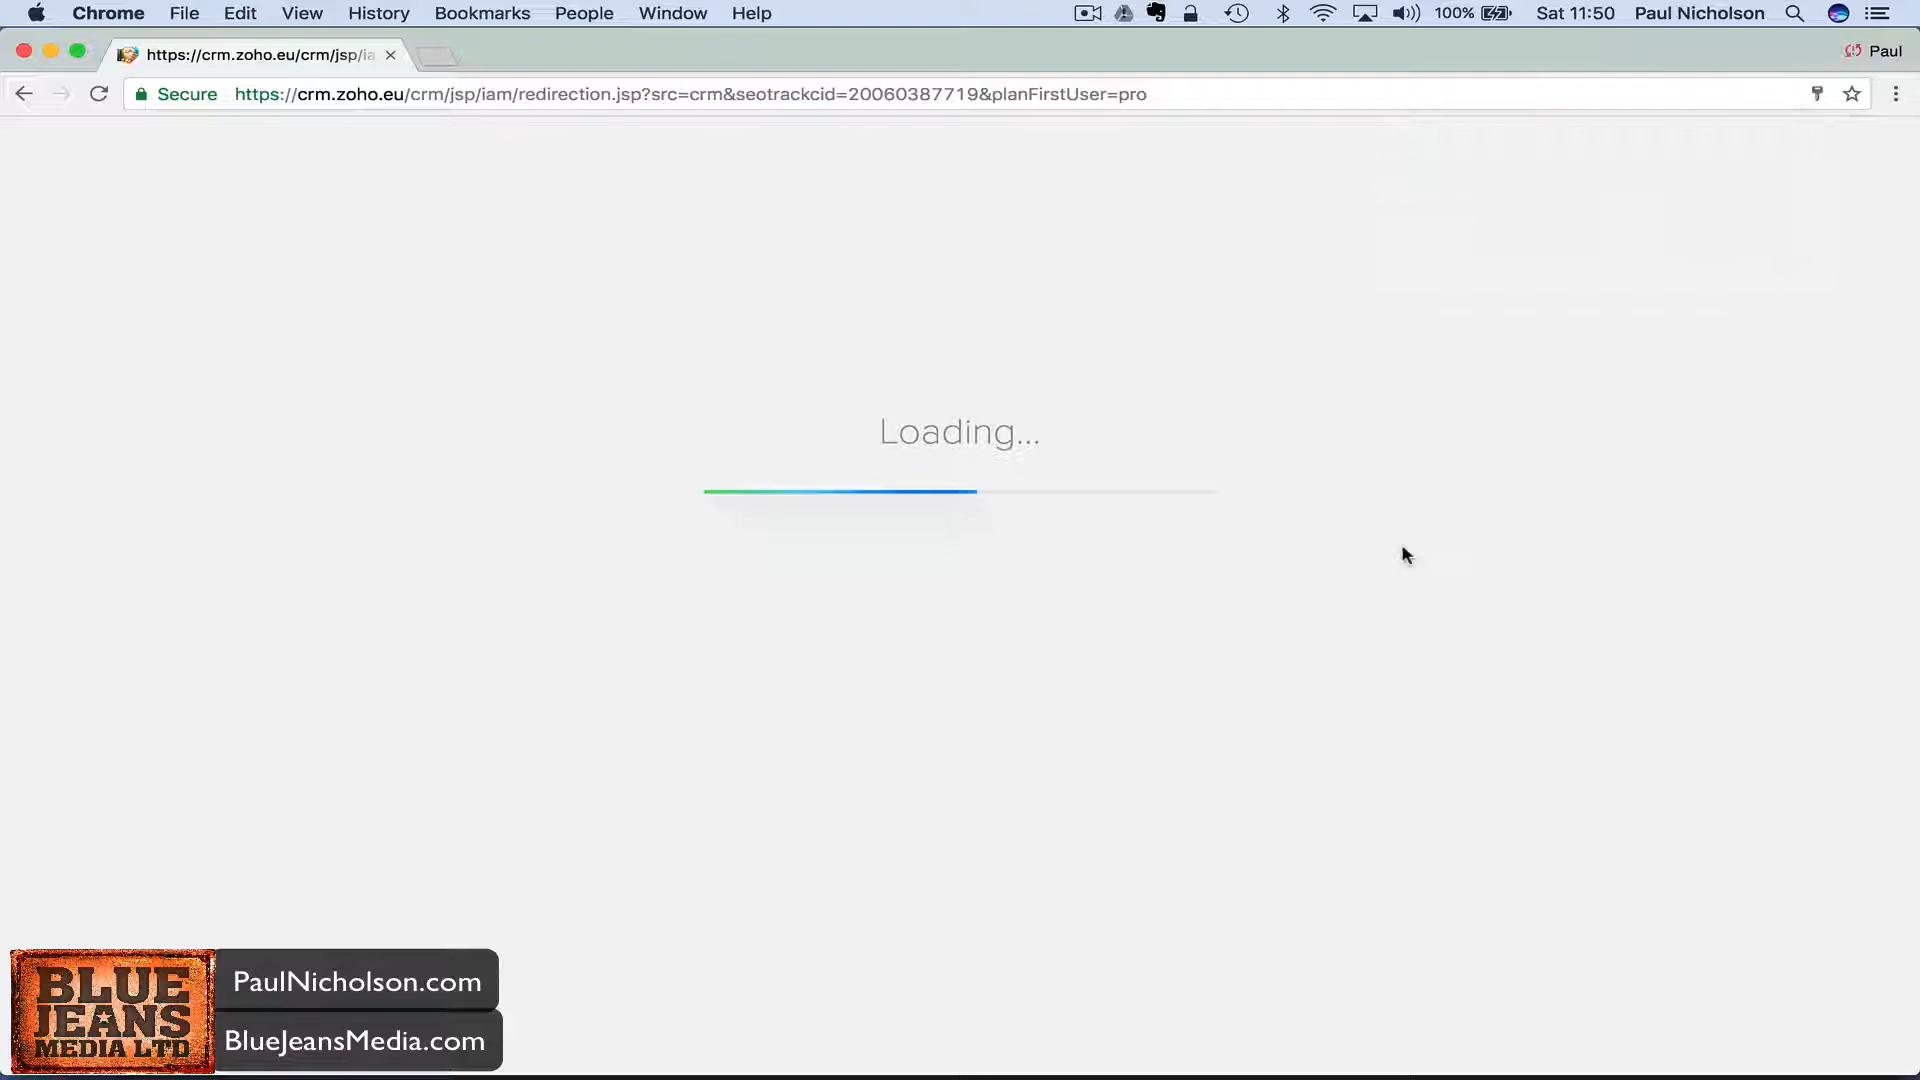 Chrome File Edit View History Bookmarks People Window Help 100% Sat 11:50 Paul Nicholson
https://crm.zoho.eu/crm/jsp/ia Paul
Secure https://crm.zoho.eu/crm/jsp/iam/redirection.jsp?src=crm&seotrackcid=20060387719&planFirstUser=pro
Loading...
BLUE
JEANS
MEDIA LTD
PaulNicholson.com
BlueJeansMedia.com